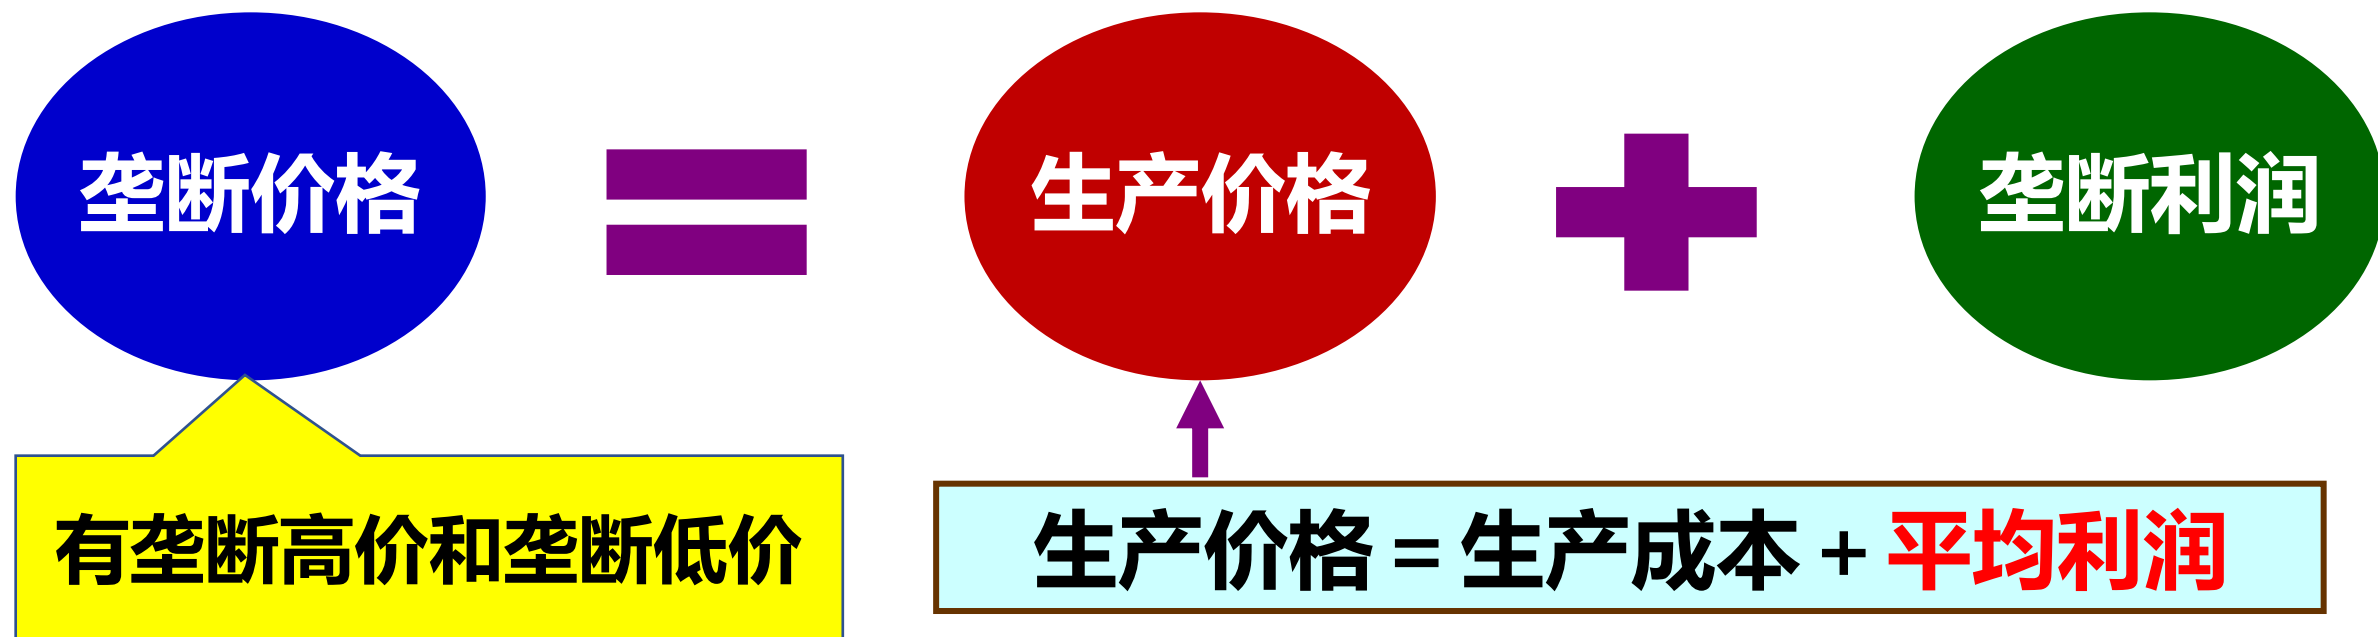 垄断价格
生产价格
垄断利润
有垄断高价和垄断低价
生产价格 = 生产成本 + 平均利润